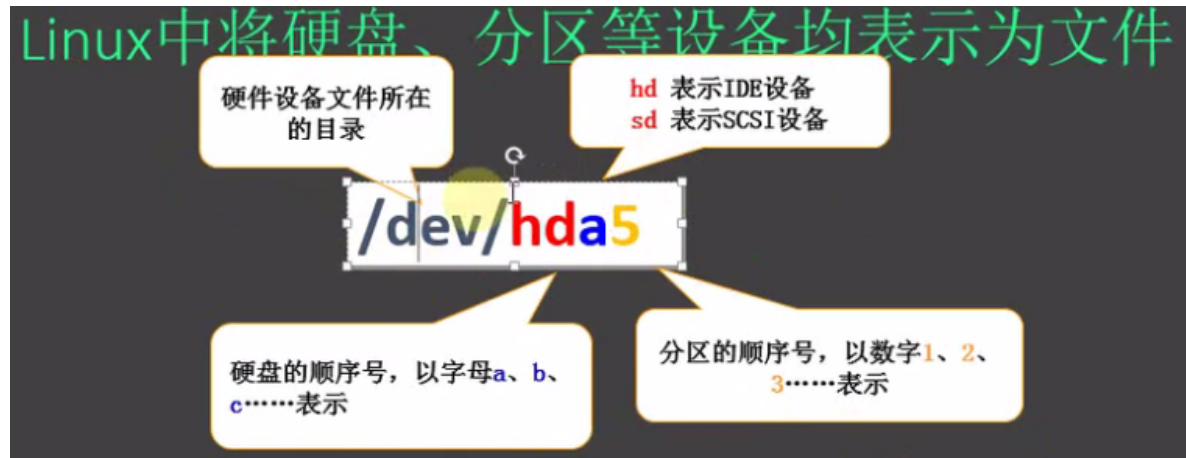 Linux中将硬盘、分区等设备均表示为文件
硬件设备文件所在
的目录
hd 表示IDE设备
sd 表示SCSI设备
/dev/hda5
硬盘的顺序号，以字母a、b、
c……表示
分区的顺序号，以数字1、2、
3……表示